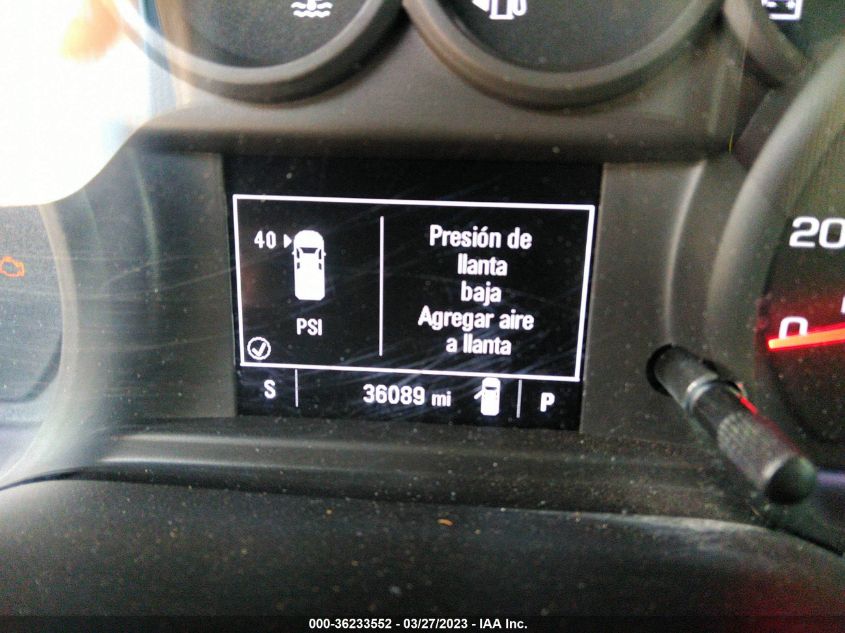 20
0
40
Presión de
llanta
baja
Agregar aire
a llanta
PSI
S
36089 mi
P
000-36233552 - 03/27/2023 - IAA Inc.